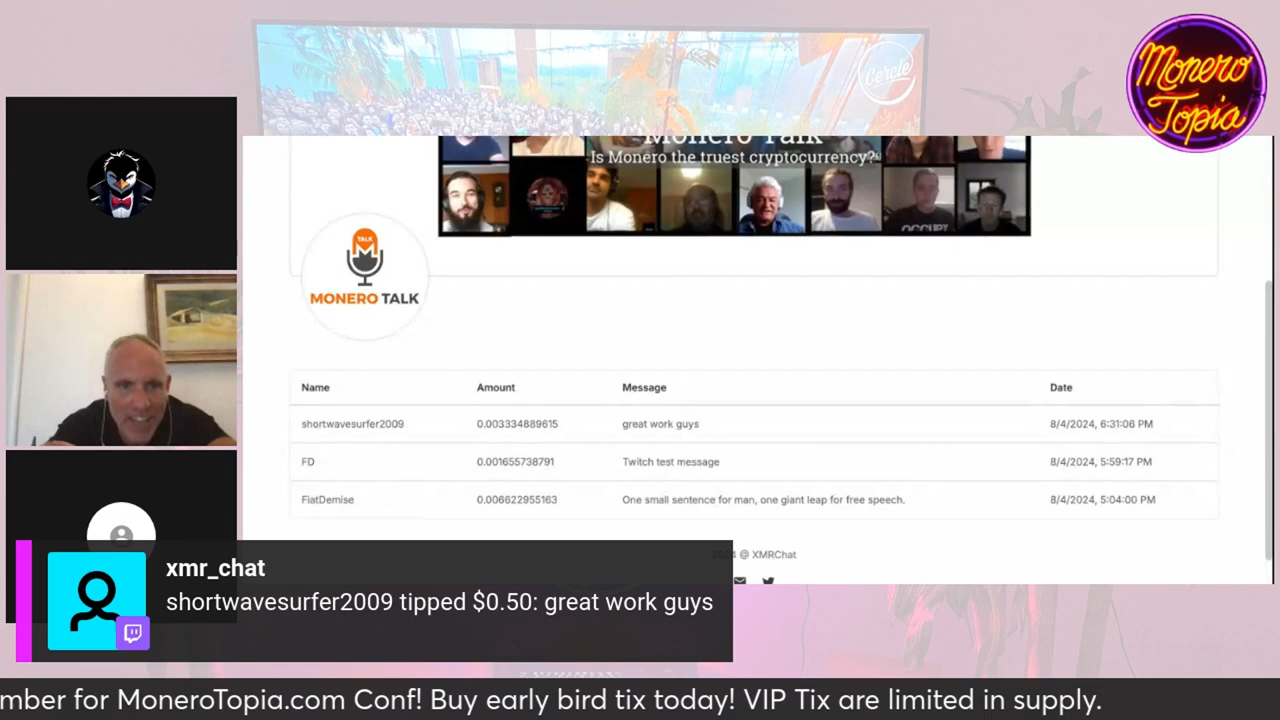 Cercle
Monero
Topia
Monero Talk
Is Monero the truest cryptocurrency?
OCCUPY
TALK
MONERO TALK
Name Amount Message Date
shortwavesurfer2009 0.003334889615 great work guys 8/4/2024, 6:31:06 PM
FD 0.001655738791 Twitch test message 8/4/2024, 5:59:17 PM
FiatDemise 0.006622955163 One small sentence for man, one giant leap for free speech. 8/4/2024, 5:04:00 PM
@ XMRChat
xmr_chat
shortwavesurfer2009 tipped $0.50: great work guys
mber for MoneroTopia.com Conf! Buy early bird tix today! VIP Tix are limited in supply.